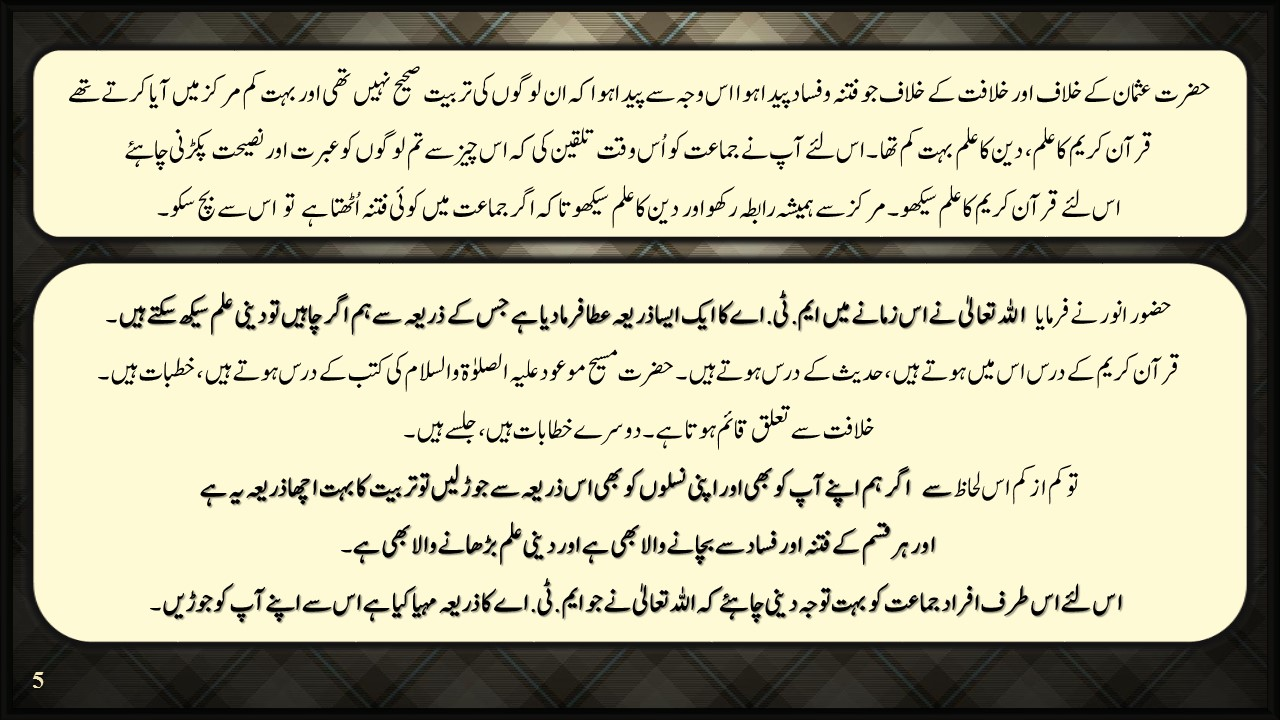 حضرت عثمان کے خلاف اور خلافت کے خلاف جو فتنہ وفساد پیدا ہوا اس وجہ سے پیدا ہوا کہ ان لوگوں کی تربیت صحیح نہیں تھی اور بہت کم مرکز میں آیا کرتے تھے
قرآن کریم کا علم، دین کا علم بہت کم تھا۔ اس لئے آپ نے جماعت کو اُس وقت تلقین کی کہ اس چیز سے تم لوگوں کو عبرت اور نصیحت پکڑنی چاہئے
اس لئے قرآن کریم کا علم سیکھو۔ مرکز سے ہمیشہ رابطہ رکھو اور دین کا علم سیکھو تا کہ اگر جماعت میں کوئی فتنہ اُٹھتا ہے تو اس سے بچ سکو۔
حضور انور نے فرمایا اللہ تعالیٰ نے اس زمانے میں ایم.ٹی.اے کا ایک ایسا ذریعہ عطا فرما دیا ہے جس کے ذریعہ سے ہم اگر چاہیں تو دینی علم سیکھ سکتے ہیں۔
قرآن کریم کے درس اس میں ہوتے ہیں، حدیث کے درس ہوتے ہیں۔ حضرت مسیح موعود علیہ الصلوٰۃ والسلام کی کتب کے درس ہوتے ہیں، خطبات ہیں۔
خلافت سے تعلق قائم ہوتا ہے۔ دوسرے خطابات ہیں، جلسے ہیں۔
تو کم از کم اس لحاظ سے اگر ہم اپنے آپ کو بھی اور اپنی نسلوں کو بھی اس ذریعہ سے جوڑ لیں تو تربیت کا بہت اچھا ذریعہ یہ ہے
اور ہر قسم کے فتنہ اور فساد سے بچانے والا بھی ہے اور دینی علم بڑھانے والا بھی ہے۔
اس لئے اس طرف افراد جماعت کو بہت توجہ دینی چاہئے کہ اللہ تعالیٰ نے جو ایم.ٹی.اے کا ذریعہ مہیا کیا ہے اس سے اپنے آپ کو جوڑیں۔
5